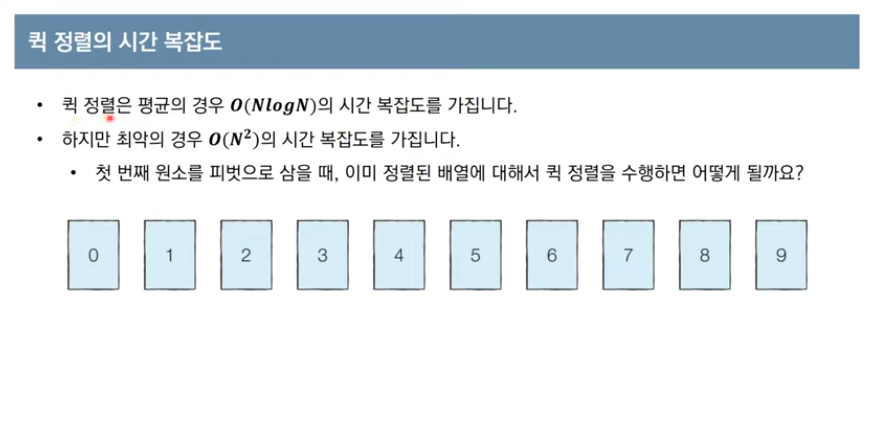 퀵 정렬의 시간 복잡도
• 퀵 정렬은 평균의 경우 O(NlogN)의 시간 복잡도를 가집니다.
• 하지만 최악의 경우 O(N²)의 시간 복잡도를 가집니다.
• 첫 번째 원소를 피벗으로 삼을 때, 이미 정렬된 배열에 대해서 퀵 정렬을 수행하면 어떻게 될까요?
0 1 2 3 4 5 6 7 8 9